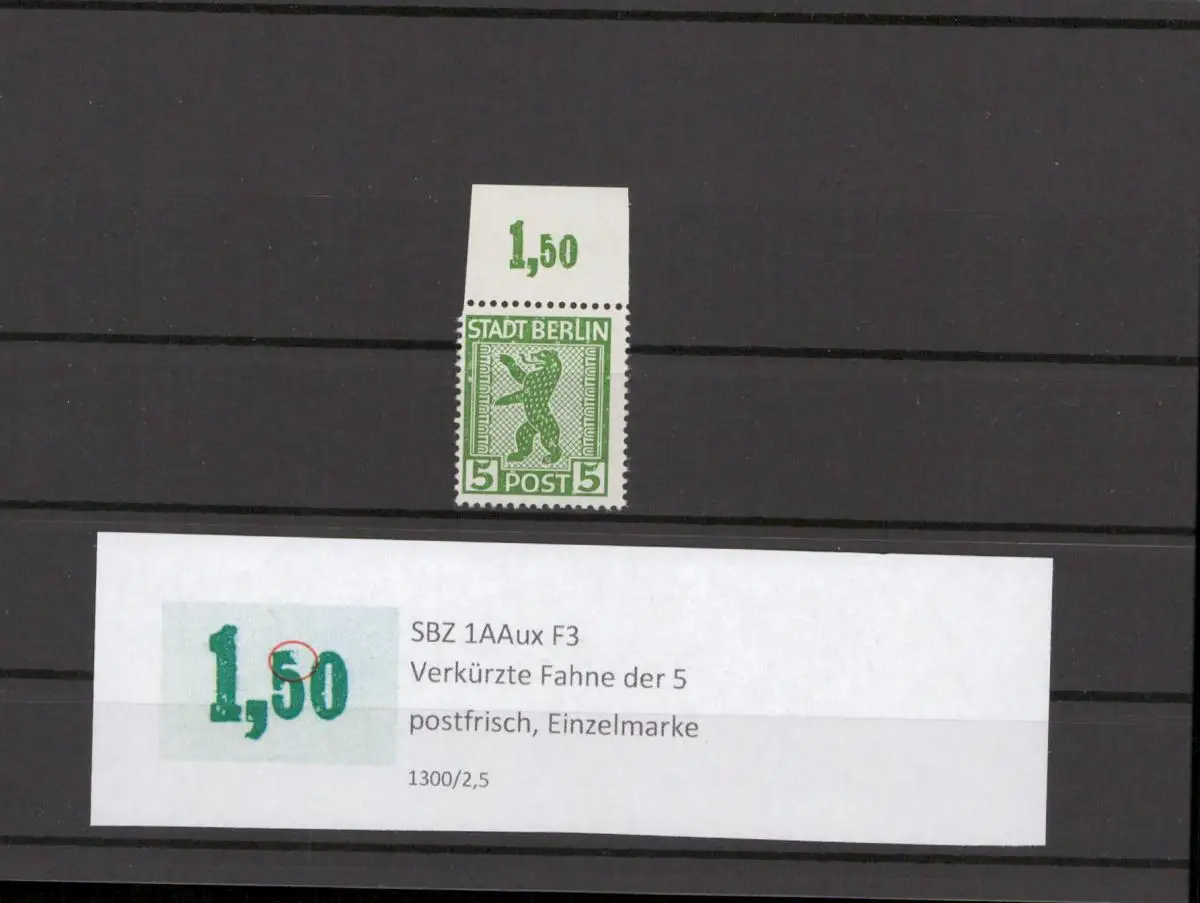 1,50
STADT BERLIN
5 POST 5
1,50
SBZ 1AAux F3
Verkürzte Fahne der 5
postfrisch, Einzelmarke
1300/2,5